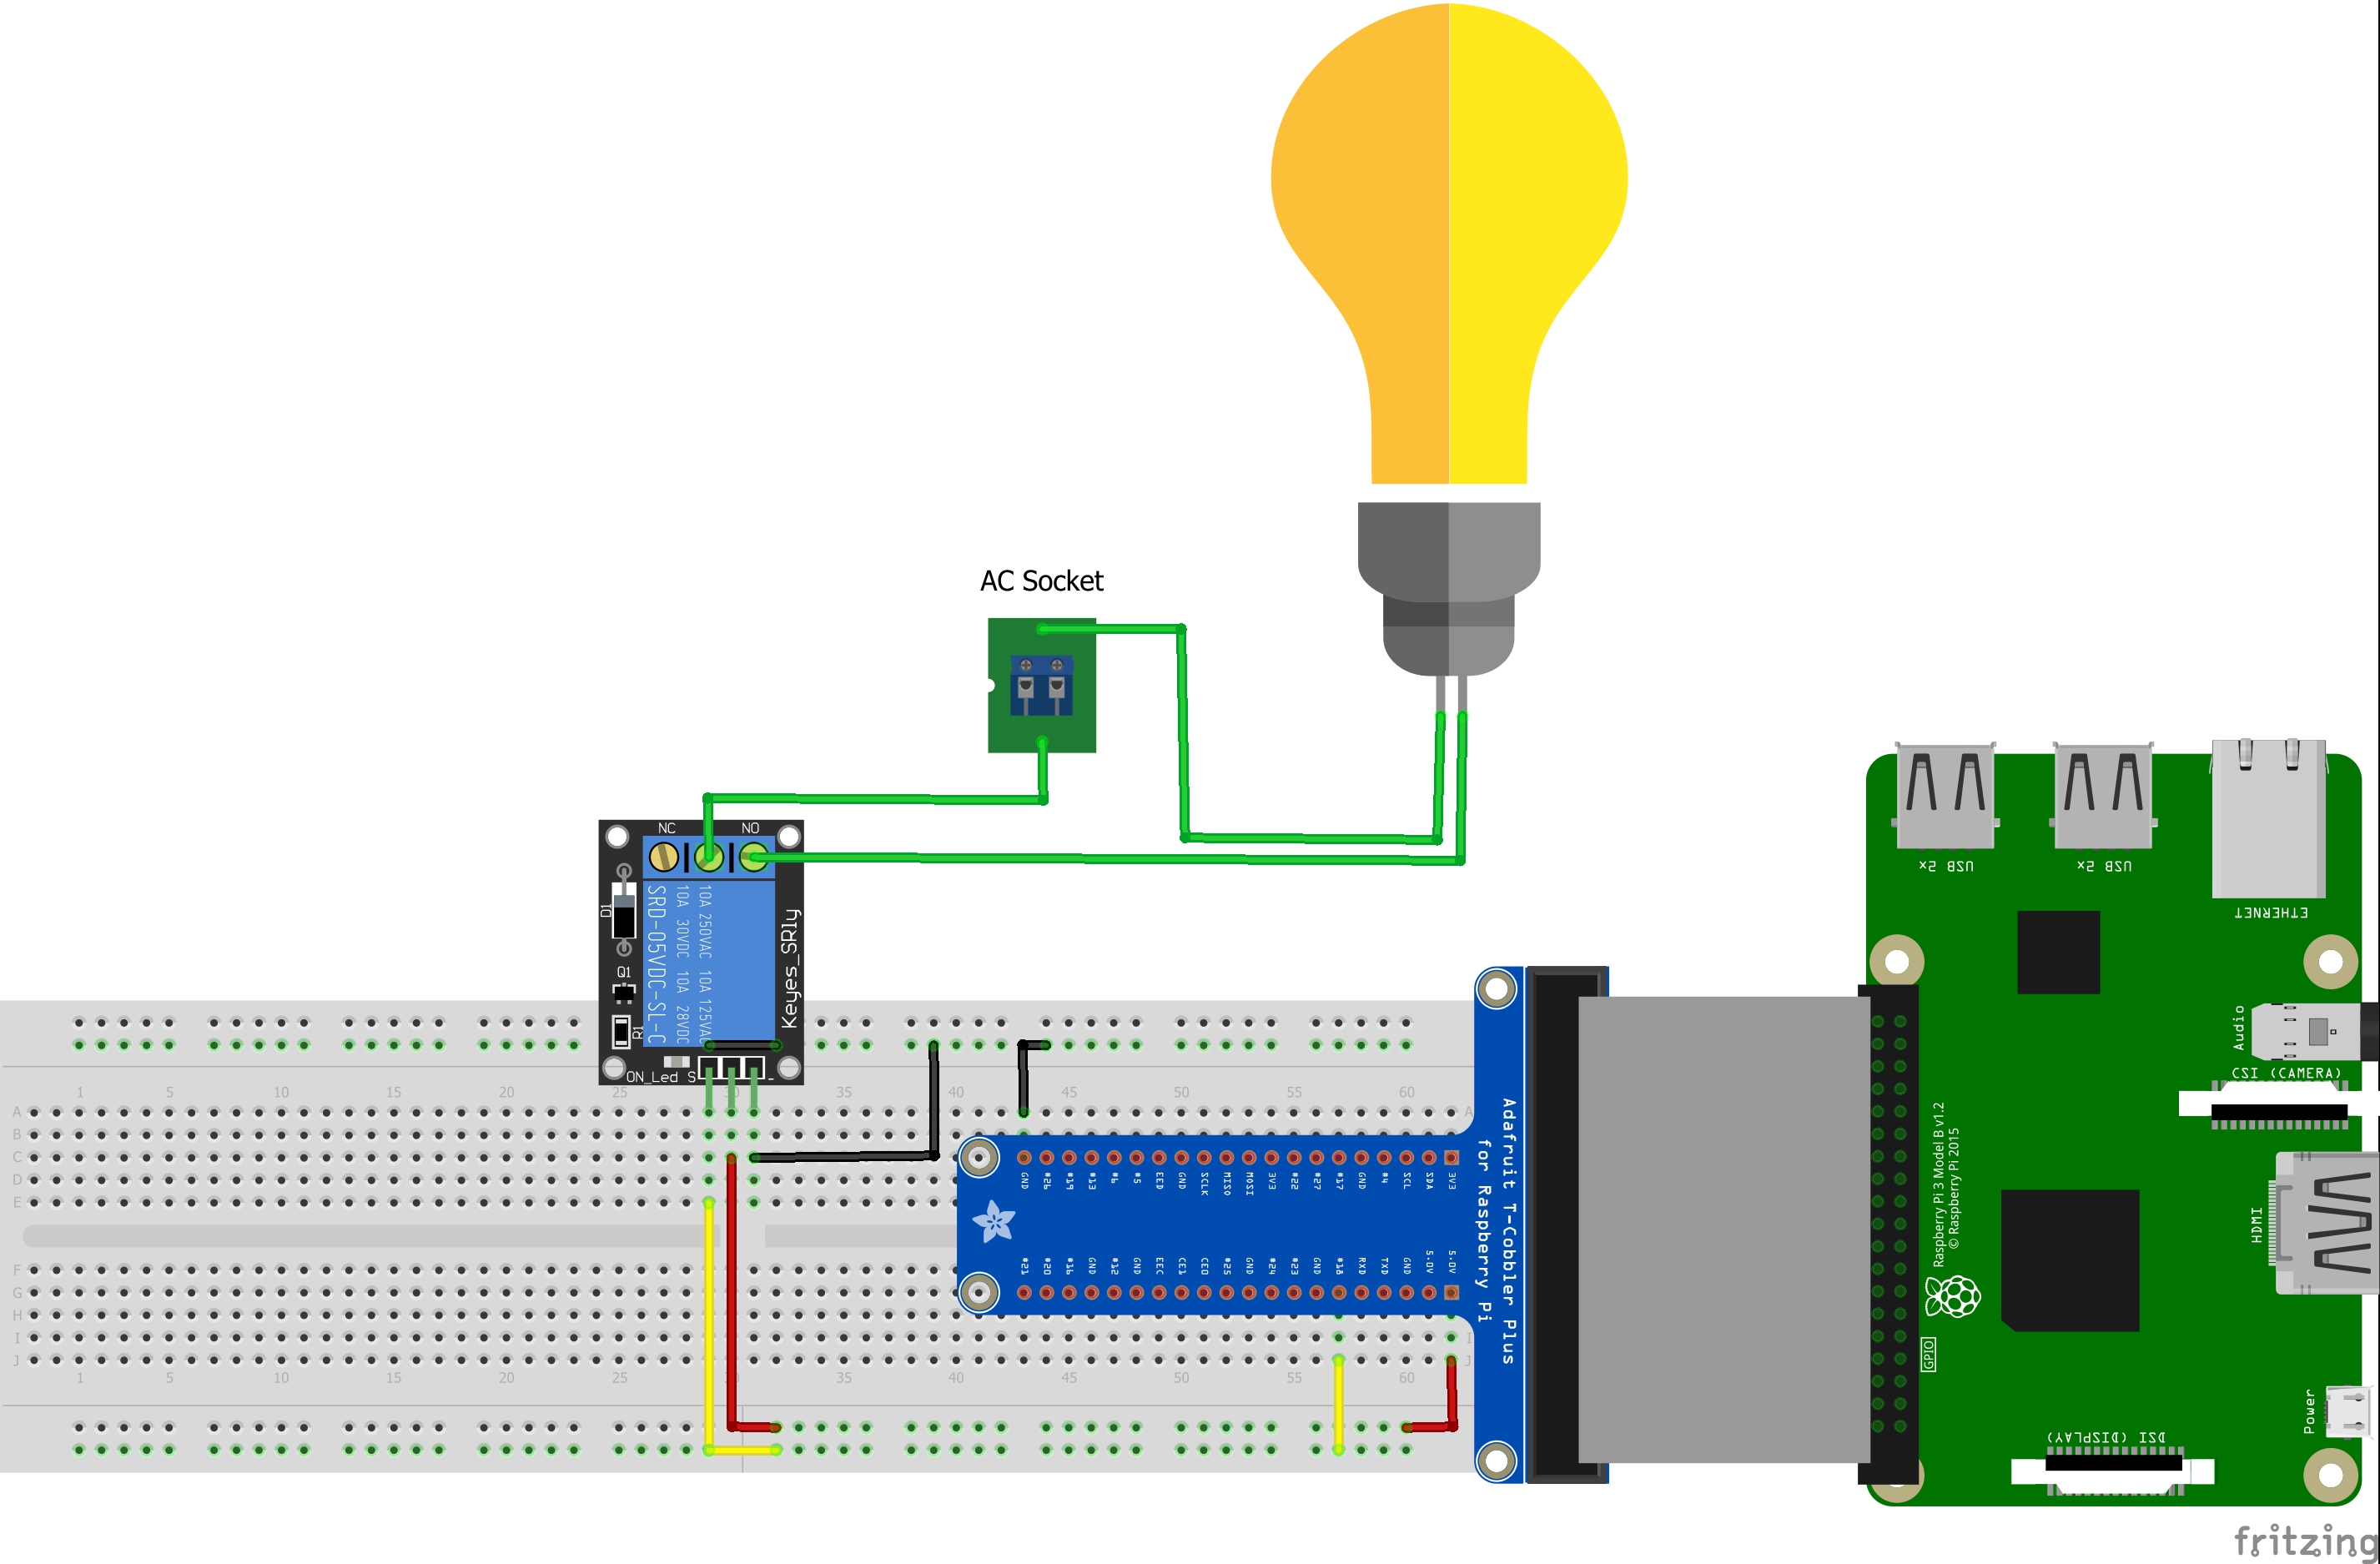 AC Socket
NC NO
SRD-05VDC-SL-C
10A 30VDC 10A 28VDC
10A 250VAC 10A 125VAC
Keyes_SRly
D1
Q1
R1
ON_Led S -
1 5 10 15 20 25 35 40 45 50 55 60
A A
B
C
D
E
F
G
H
I I
J J
1 5 10 15 20 25 30 35 40 45 50 55 60
GND #26 #19 #13 #6 #5 EED GND SCLK MISO MOSI 3V3 #22 #27 #17 GND #4 SCL SDA 3V3
#21 #20 #16 GND #12 GND EEC CE1 CE0 #25 GND #24 #23 GND #18 RXD TXD GND 5.0V 5.0V
Adafruit T-Cobbler Plus
for Raspberry Pi
USB 2x USB 2x
ETHERNET
Audio
CSI (CAMERA)
HDMI
Raspberry Pi 3 Model B v1.2
© Raspberry Pi 2015
GPIO
Power
DSI (DISPLAY)
fritzing